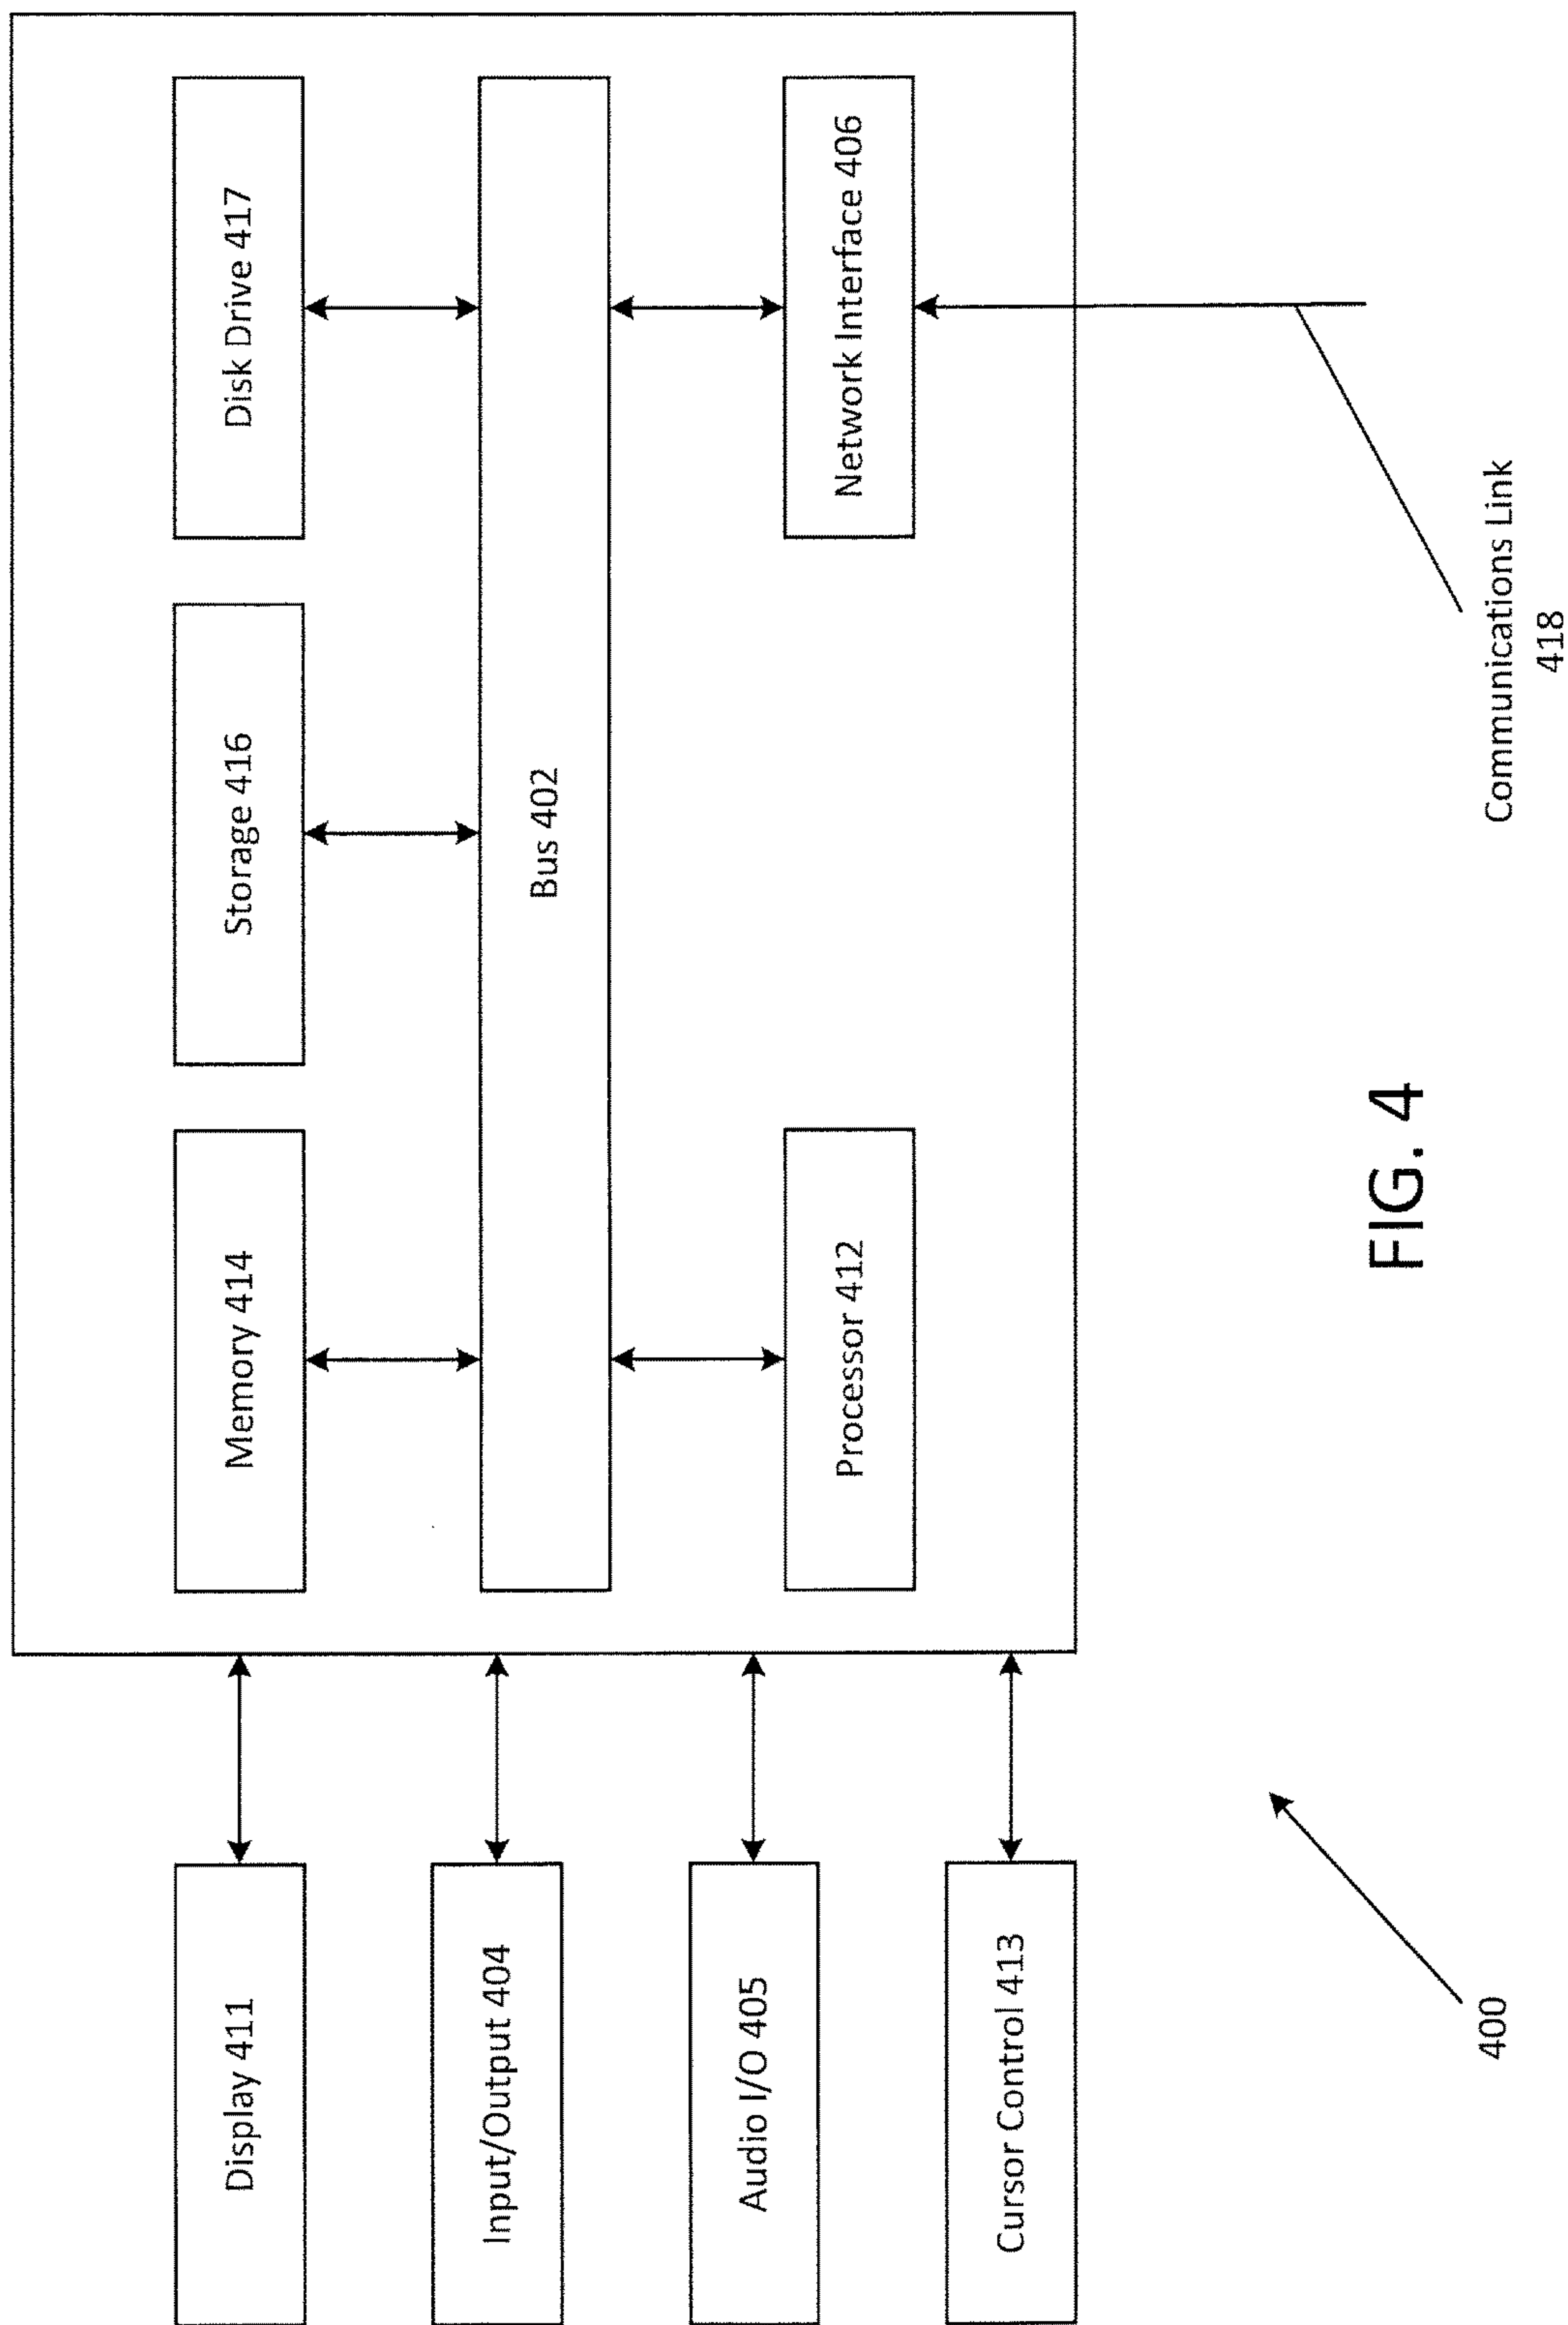 Display 411
Input/Output 404
Audio I/O 405
Cursor Control 413
Memory 414
Storage 416
Disk Drive 417
Bus 402
Processor 412
Network Interface 406
400
Communications Link
418
FIG. 4